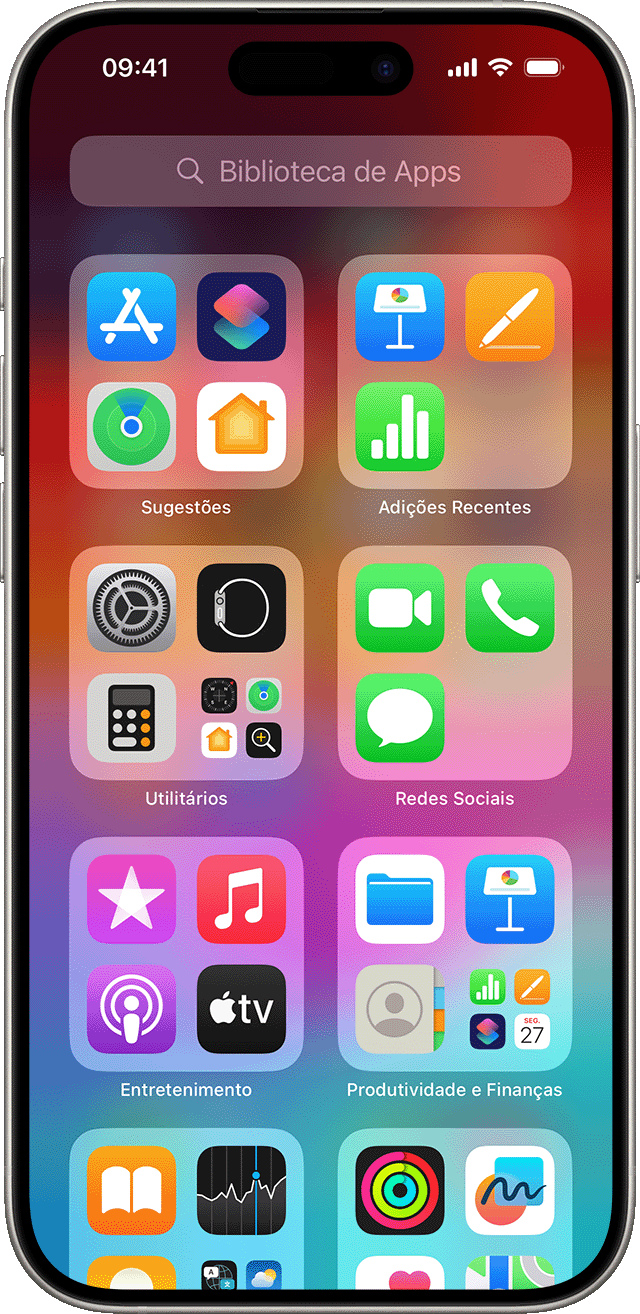 09:41
Biblioteca de Apps
Sugestões
Adições Recentes
Utilitários
Redes Sociais
tv
SEG.
27
Entretenimento
Produtividade e Finanças
A